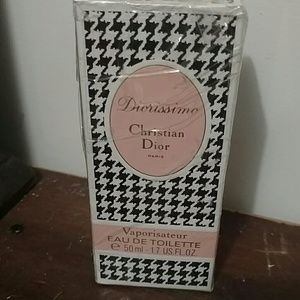 Diorissimo
Christian
Dior
PARIS
Vaporisateur
EAU DE TOILETTE
℮ 50 ml - 1.7 US.FL.OZ.